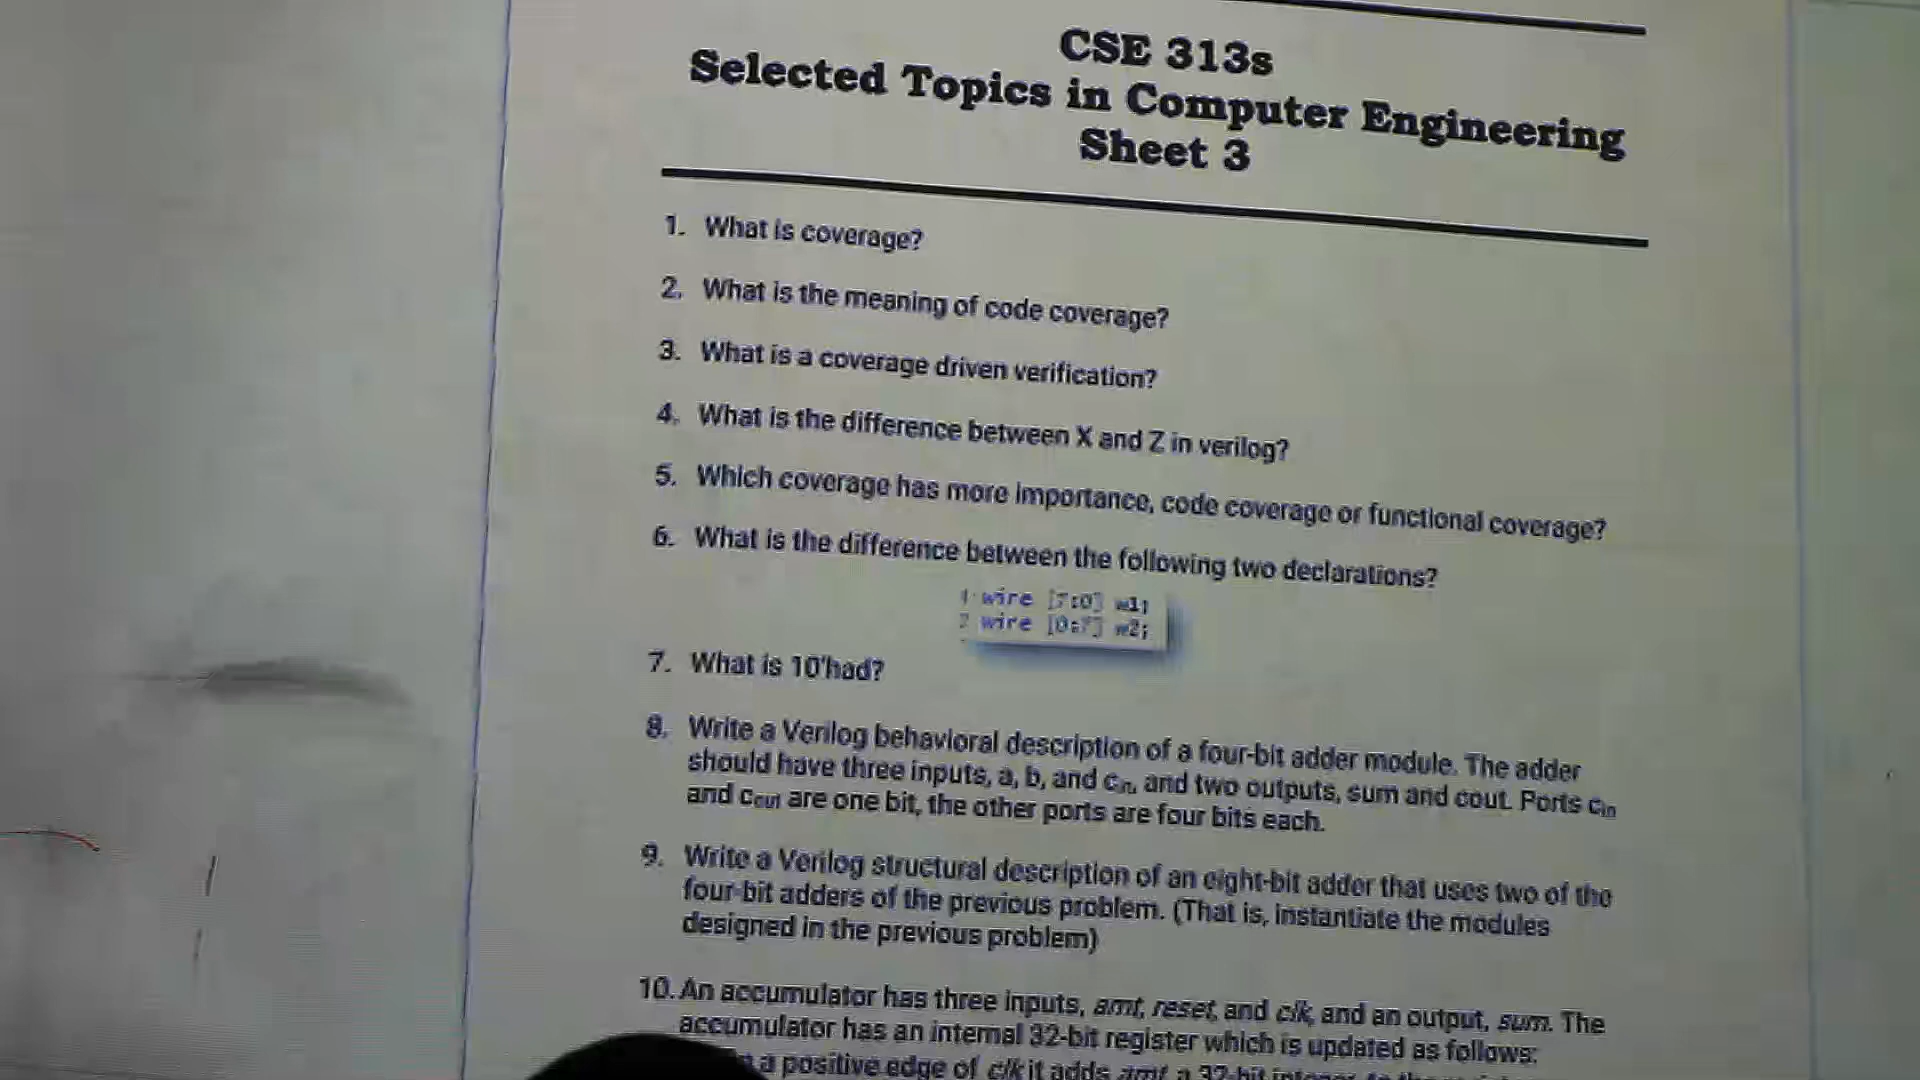 CSE 313s
Selected Topics in Computer Engineering
Sheet 3
1. What is coverage?
2. What is the meaning of code coverage?
3. What is a coverage driven verification?
4. What is the difference between X and Z in verilog?
5. Which coverage has more importance, code coverage or functional coverage?
6. What is the difference between the following two declarations?
1 wire [7:0] w1;
2 wire [0:7] w2;
7. What is 10'had?
8. Write a Verilog behavioral description of a four-bit adder module. The adder
should have three inputs, a, b, and cin, and two outputs, sum and cout. Ports cin
and cout are one bit, the other ports are four bits each.
9. Write a Verilog structural description of an eight-bit adder that uses two of the
four-bit adders of the previous problem. (That is, instantiate the modules
designed in the previous problem)
10. An accumulator has three inputs, amt, reset, and clk, and an output, sum. The
accumulator has an internal 32-bit register which is updated as follows:
a positive edge of clk it adds amt, a 32-bit